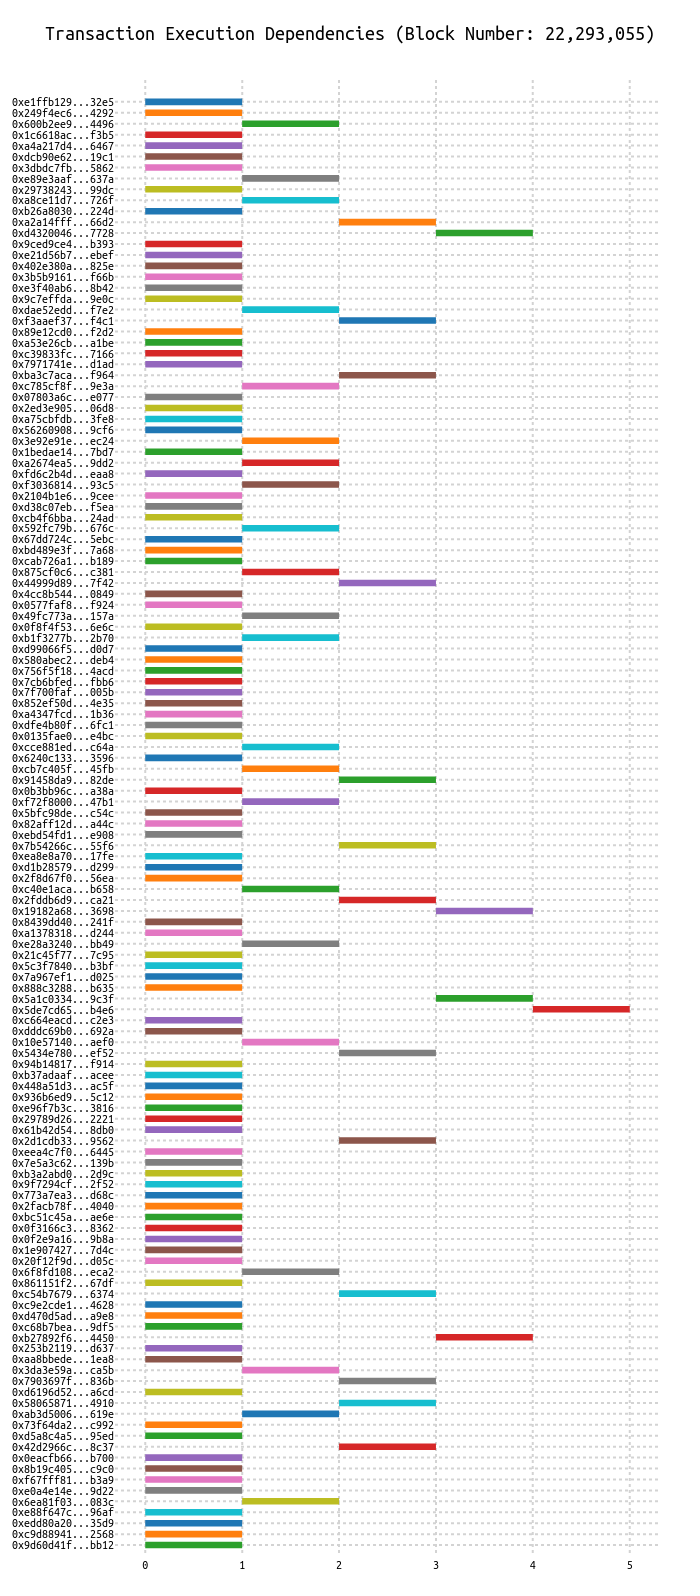 Transaction Execution Dependencies (Block Number: 22,293,055)
0xe1ffb129...32e5
0x249f4ec6...4292
0x600b2ee9...4496
0x1c6618ac...f3b5
0xa4a217d4...6467
0xdcb90e62...19c1
0x3dbdc7fb...5862
0xe89e3aaf...637a
0x29738243...99dc
0xa8ce11d7...726f
0xb26a8030...224d
0xa2a14fff...66d2
0xd4320046...7728
0x9ced9ce4...b393
0xe21d56b7...ebef
0x402e380a...825e
0x3b5b9161...f66b
0xe3f40ab6...8b42
0x9c7effda...9e0c
0xdae52edd...f7e2
0xf3aaef37...f4c1
0x89e12cd0...f2d2
0xa53e26cb...a1be
0xc39833fc...7166
0x7971741e...d1ad
0xba3c7aca...f964
0xc785cf8f...9e3a
0x07803a6c...e077
0x2ed3e905...06d8
0xa75cbfdb...3fe8
0x56260908...9cf6
0x3e92e91e...ec24
0x1bedae14...7bd7
0xa2674ea5...9dd2
0xfd6c2b4d...eaa8
0xf3036814...93c5
0x2104b1e6...9cee
0xd38c07eb...f5ea
0xcb4f6bba...24ad
0x592fc79b...676c
0x67dd724c...5ebc
0xbd489e3f...7a68
0xcab726a1...b189
0x875cf0c6...c381
0x44999d89...7f42
0x4cc8b544...0849
0x0577faf8...f924
0x49fc773a...157a
0x0f8f4f53...6e6c
0xb1f3277b...2b70
0xd99066f5...d0d7
0x580abec2...deb4
0x756f5f18...4acd
0x7cb6bfed...fbb6
0x7f700faf...005b
0x852ef50d...4e35
0xa4347fcd...1b36
0xdfe4b80f...6fc1
0x0135fae0...e4bc
0xcce881ed...c64a
0x6240c133...3596
0xcb7c405f...45fb
0x91458da9...82de
0x0b3bb96c...a38a
0xf72f8000...47b1
0x5bfc98de...c54c
0x82aff12d...a44c
0xebd54fd1...e908
0x7b54266c...55f6
0xea8e8a70...17fe
0xd1b28579...d299
0x2f8d67f0...56ea
0xc40e1aca...b658
0x2fddb6d9...ca21
0x19182a68...3698
0x8439dd40...241f
0xa1378318...d244
0xe28a3240...bb49
0x21c45f77...7c95
0x5c3f7840...b3bf
0x7a967ef1...d025
0x888c3288...b635
0x5a1c0334...9c3f
0x5de7cd65...b4e6
0xc664eacd...c2e3
0xdddc69b0...692a
0x10e57140...aef0
0x5434e780...ef52
0x94b14817...f914
0xb37adaaf...acee
0x448a51d3...ac5f
0x936b6ed9...5c12
0xe96f7b3c...3816
0x29789d26...2221
0x61b42d54...8db0
0x2d1cdb33...9562
0xeea4c7f0...6445
0x7e5a3c62...139b
0xb3a2abd0...2d9c
0x9f7294cf...2f52
0x773a7ea3...d68c
0x2facb78f...4040
0xbc51c45a...ae6e
0x0f3166c3...8362
0x0f2e9a16...9b8a
0x1e907427...7d4c
0x20f12f9d...d05c
0x6f8fd108...eca2
0x861151f2...67df
0xc54b7679...6374
0xc9e2cde1...4628
0xd470d5ad...a9e8
0xc68b7bea...9df5
0xb27892f6...4450
0x253b2119...d637
0xaa8bbede...1ea8
0x3da3e59a...ca5b
0x7903697f...836b
0xd6196d52...a6cd
0x58065871...4910
0xab3d5006...619e
0x73f64da2...c992
0xd5a8c4a5...95ed
0x42d2966c...8c37
0x0eacfb66...b700
0x8b19c405...c9c0
0xf67fff81...b3a9
0xe0a4e14e...9d22
0x6ea81f03...083c
0xe88f647c...96af
0xedd80a20...35d9
0xc9d88941...2568
0x9d60d41f...bb12
0 1 2 3 4 5